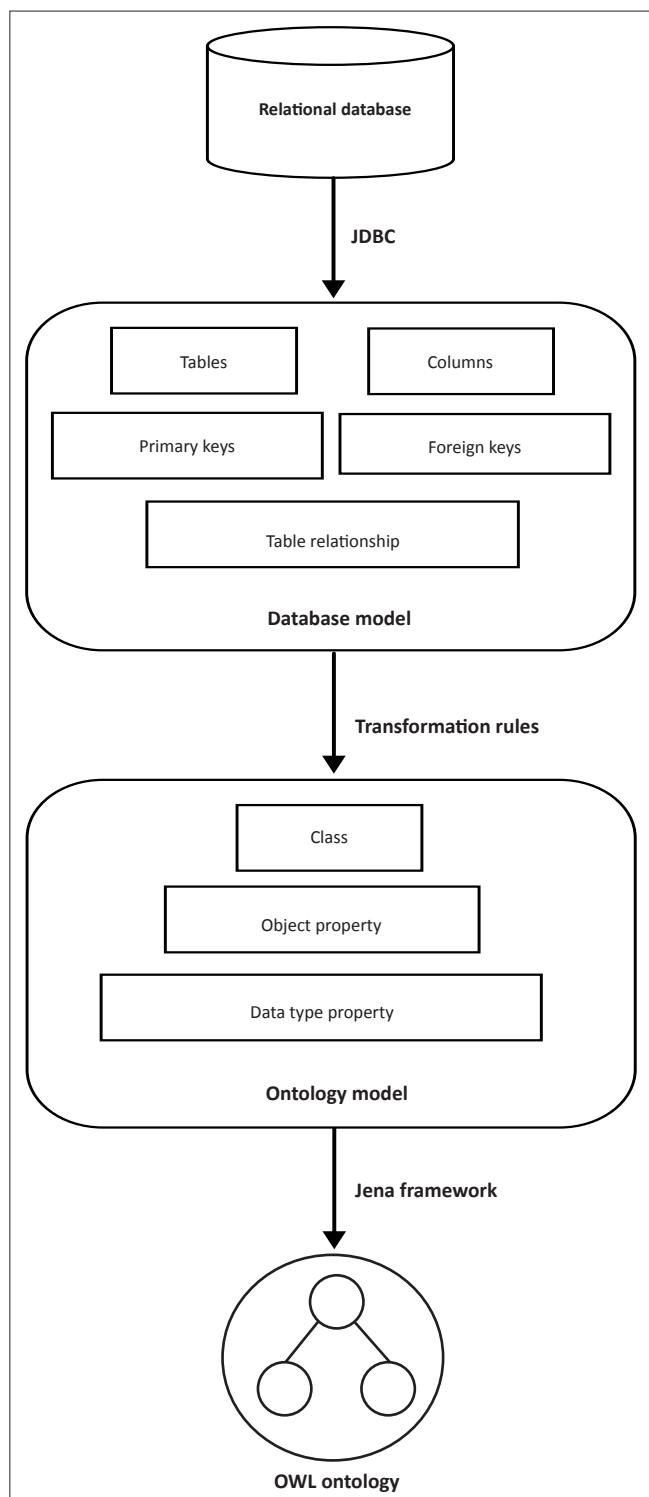 Relational database
JDBC
Tables
Columns
Primary keys
Foreign keys
Table relationship
Database model
Transformation rules
Class
Object property
Data type property
Ontology model
Jena framework
OWL ontology